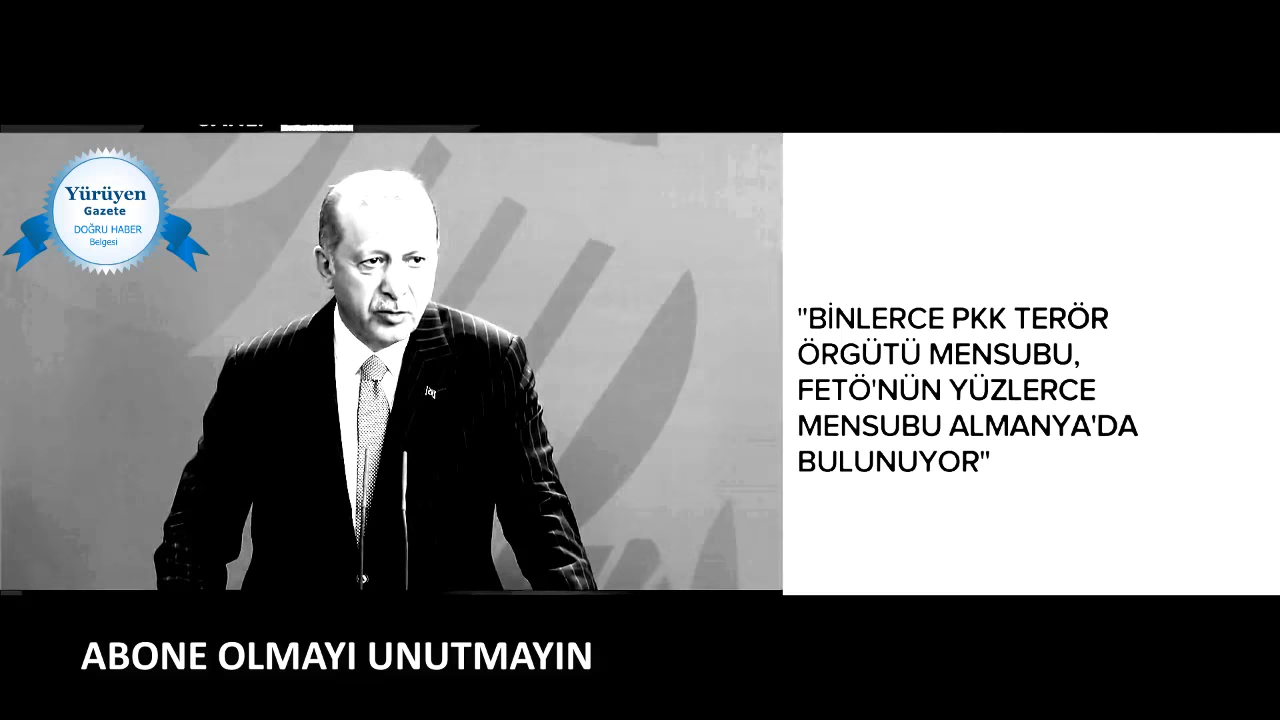 Yürüyen
Gazete
DOĞRU HABER
Belgesi
"BİNLERCE PKK TERÖR
ÖRGÜTÜ MENSUBU,
FETÖ'NÜN YÜZLERCE
MENSUBU ALMANYA'DA
BULUNUYOR"
ABONE OLMAYI UNUTMAYIN